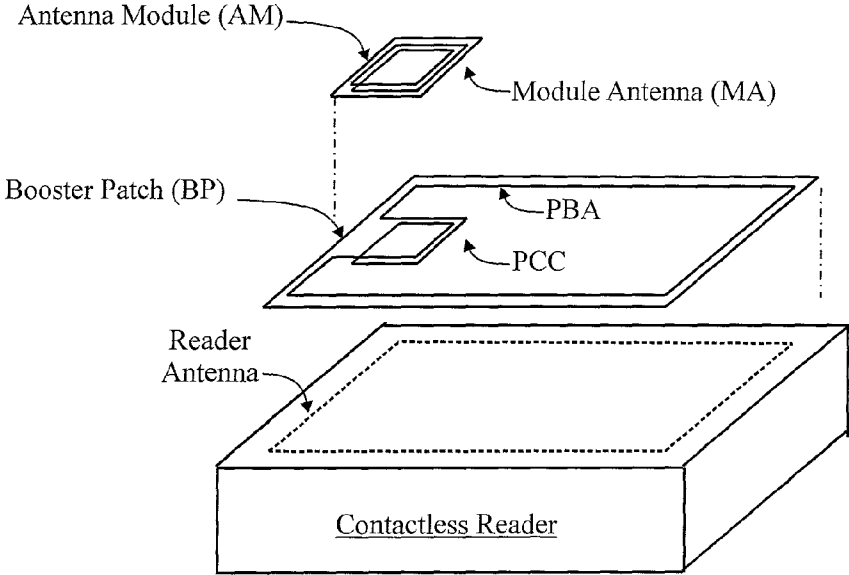 Antenna Module (AM)
Module Antenna (MA)
Booster Patch (BP)
PBA
PCC
Reader
Antenna
Contactless Reader